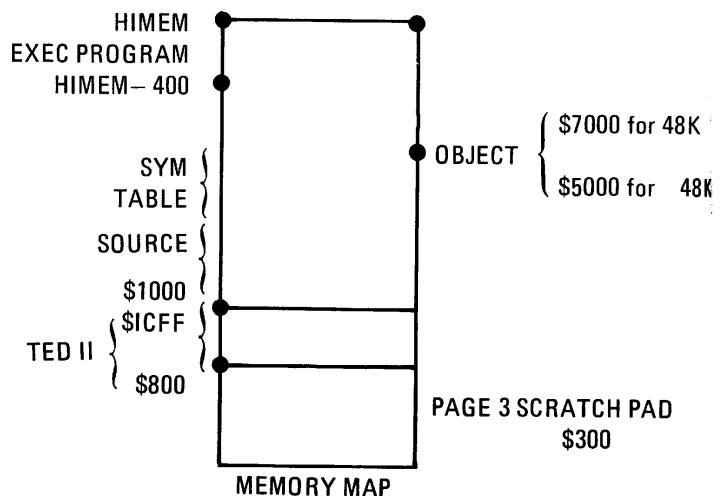 HIMEM
EXEC PROGRAM
HIMEM– 400
SYM
TABLE
SOURCE
$1000
$ICFF
TED II
$800
OBJECT
$7000 for 48K
$5000 for 48K
PAGE 3 SCRATCH PAD
$300
MEMORY MAP